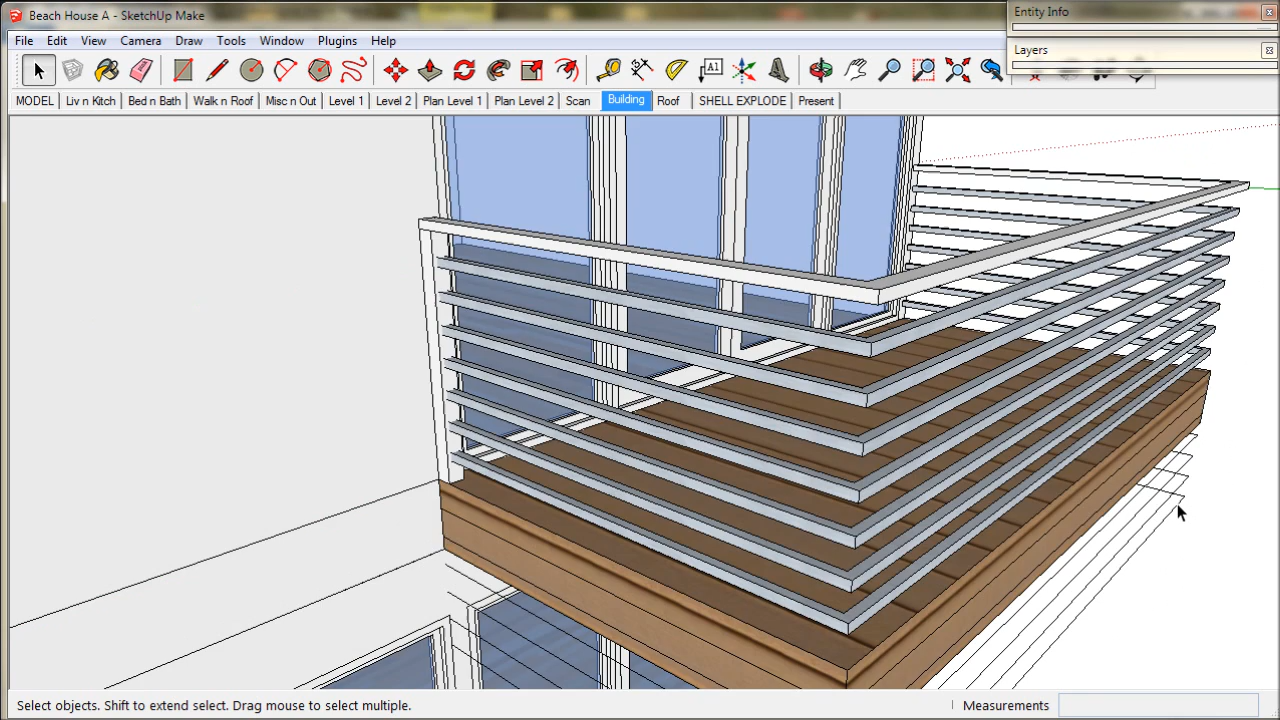 Beach House A - SketchUp Make
Entity Info
File Edit View Camera Draw Tools Window Plugins Help
Layers
A1
MODEL Liv n Kitch Bed n Bath Walk n Roof Misc n Out Level 1 Level 2 Plan Level 1 Plan Level 2 Scan Building Roof SHELL EXPLODE Present
Select objects. Shift to extend select. Drag mouse to select multiple.
Measurements